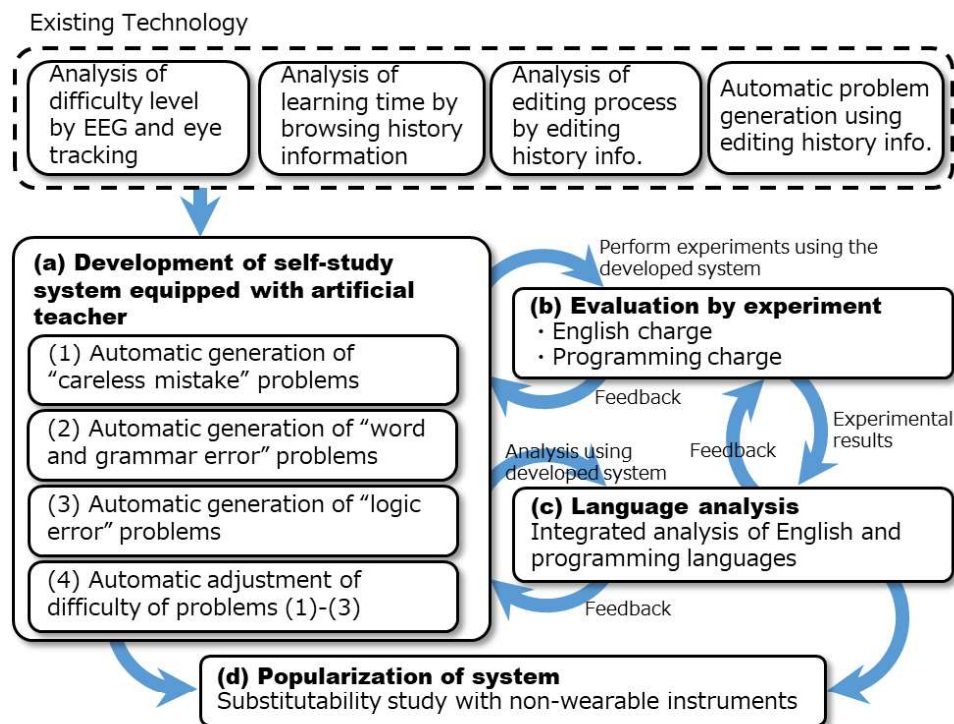 Existing Technology
Analysis of
difficulty level
by EEG and eye
tracking
Analysis of
learning time by
browsing history
information
Analysis of
editing process
by editing
history info.
Automatic problem
generation using
editing history info.
(a) Development of self-study
system equipped with artificial
teacher
(1) Automatic generation of
“careless mistake” problems
(2) Automatic generation of “word
and grammar error” problems
(3) Automatic generation of “logic
error” problems
(4) Automatic adjustment of
difficulty of problems (1)-(3)
Perform experiments using the
developed system
(b) Evaluation by experiment
・English charge
・Programming charge
Feedback
Experimental
results
Feedback
Analysis using
developed system
(c) Language analysis
Integrated analysis of English and
programming languages
Feedback
(d) Popularization of system
Substitutability study with non-wearable instruments